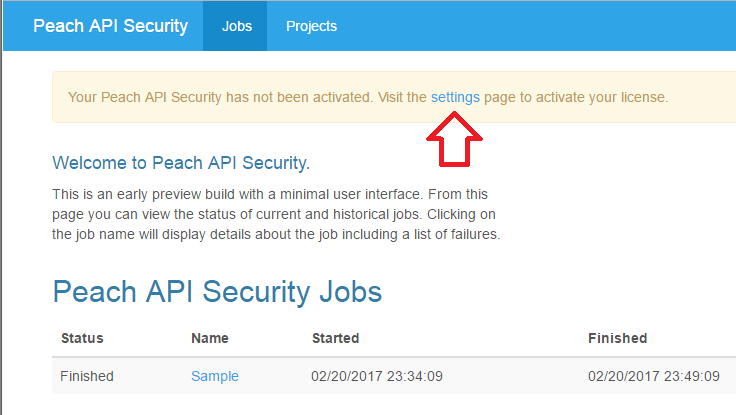 Peach API Security Jobs Projects
Your Peach API Security has not been activated. Visit the settings page to activate your license.
Welcome to Peach API Security.
This is an early preview build with a minimal user interface. From this
page you can view the status of current and historical jobs. Clicking on
the job name will display details about the job including a list of failures.
Peach API Security Jobs
Status Name Started Finished
Finished Sample 02/20/2017 23:34:09 02/20/2017 23:49:09